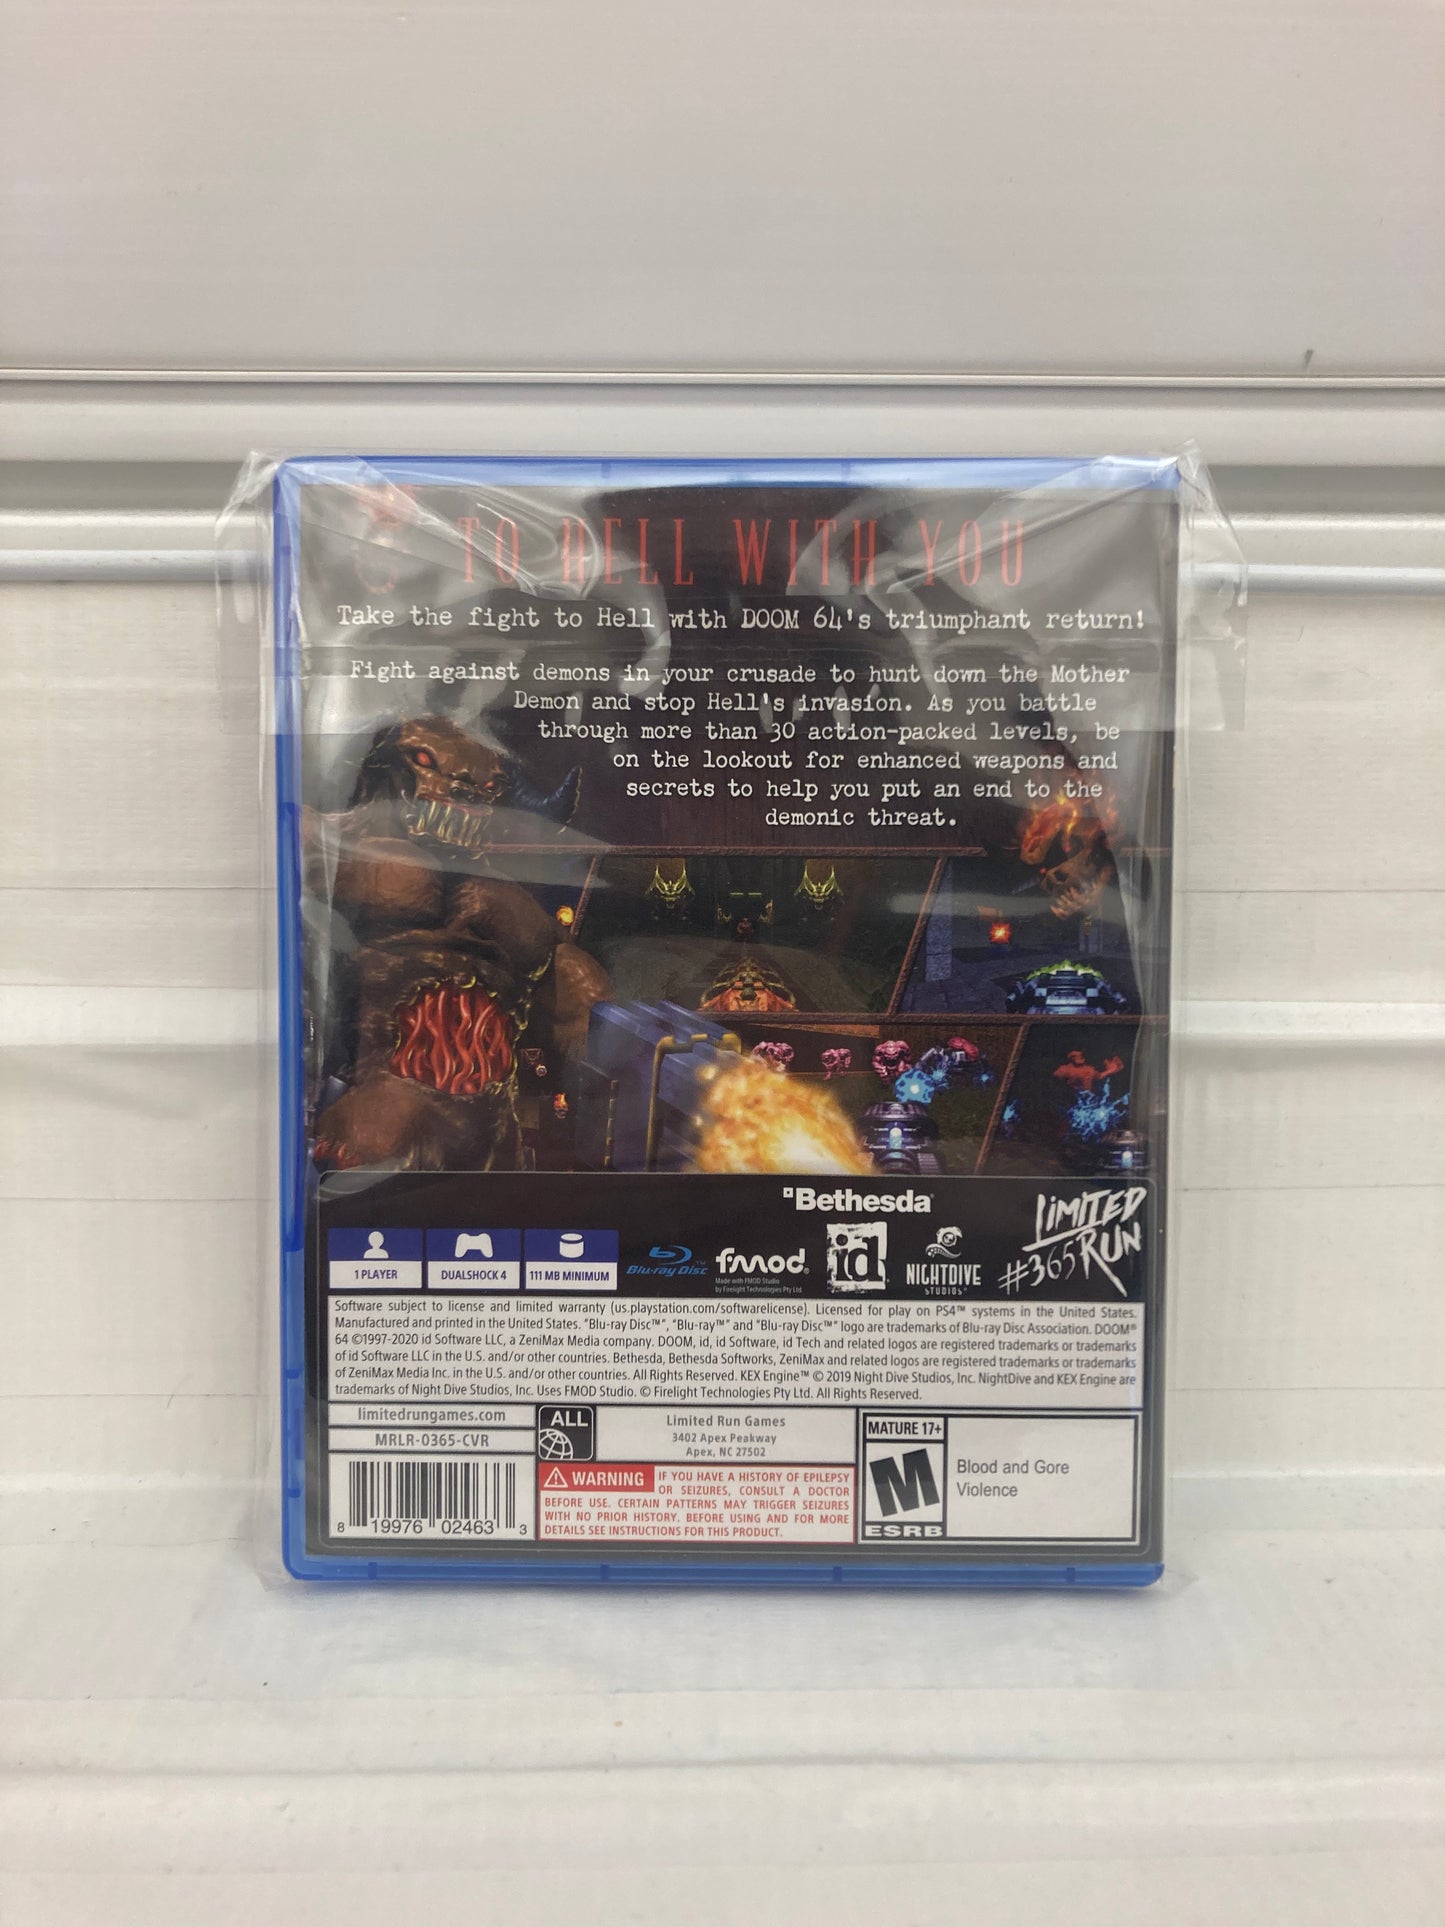 TO HELL WITH YOU
Take the fight to Hell with DOOM 64's triumphant return!
Fight against demons in your crusade to hunt down the Mother
Demon and stop Hell's invasion. As you battle
through more than 30 action-packed levels, be
on the lookout for enhanced weapons and
secrets to help you put an end to the
demonic threat.
Bethesda
LIMITED
RUN
#365
id
NIGHTDIVE
STUDIOS
Blu-ray Disc™
fmod®
Made with FMOD Studio
by Firelight Technologies Pty Ltd.
1 PLAYER
DUALSHOCK 4
111 MB MINIMUM
Software subject to license and limited warranty (us.playstation.com/softwarelicense). Licensed for play on PS4™ systems in the United States.
Manufactured and printed in the United States. "Blu-ray Disc™", "Blu-ray™" and "Blu-ray Disc™" logo are trademarks of Blu-ray Disc Association. DOOM®
64 ©1997-2020 id Software LLC, a ZeniMax Media company. DOOM, id, id Software, id Tech and related logos are registered trademarks or trademarks
of id Software LLC in the U.S. and/or other countries. Bethesda, Bethesda Softworks, ZeniMax and related logos are registered trademarks or trademarks
of ZeniMax Media Inc. in the U.S. and/or other countries. All Rights Reserved. KEX Engine™ © 2019 Night Dive Studios, Inc. NightDive and KEX Engine are
trademarks of Night Dive Studios, Inc. Uses FMOD Studio. © Firelight Technologies Pty Ltd. All Rights Reserved.
limitedrungames.com
MRLR-0365-CVR
8 19976 02463 3
ALL
Limited Run Games
3402 Apex Peakway
Apex, NC 27502
WARNING IF YOU HAVE A HISTORY OF EPILEPSY
OR SEIZURES, CONSULT A DOCTOR
BEFORE USE. CERTAIN PATTERNS MAY TRIGGER SEIZURES
WITH NO PRIOR HISTORY. BEFORE USING AND FOR MORE
DETAILS SEE INSTRUCTIONS FOR THIS PRODUCT.
MATURE 17+
M
ESRB
Blood and Gore
Violence